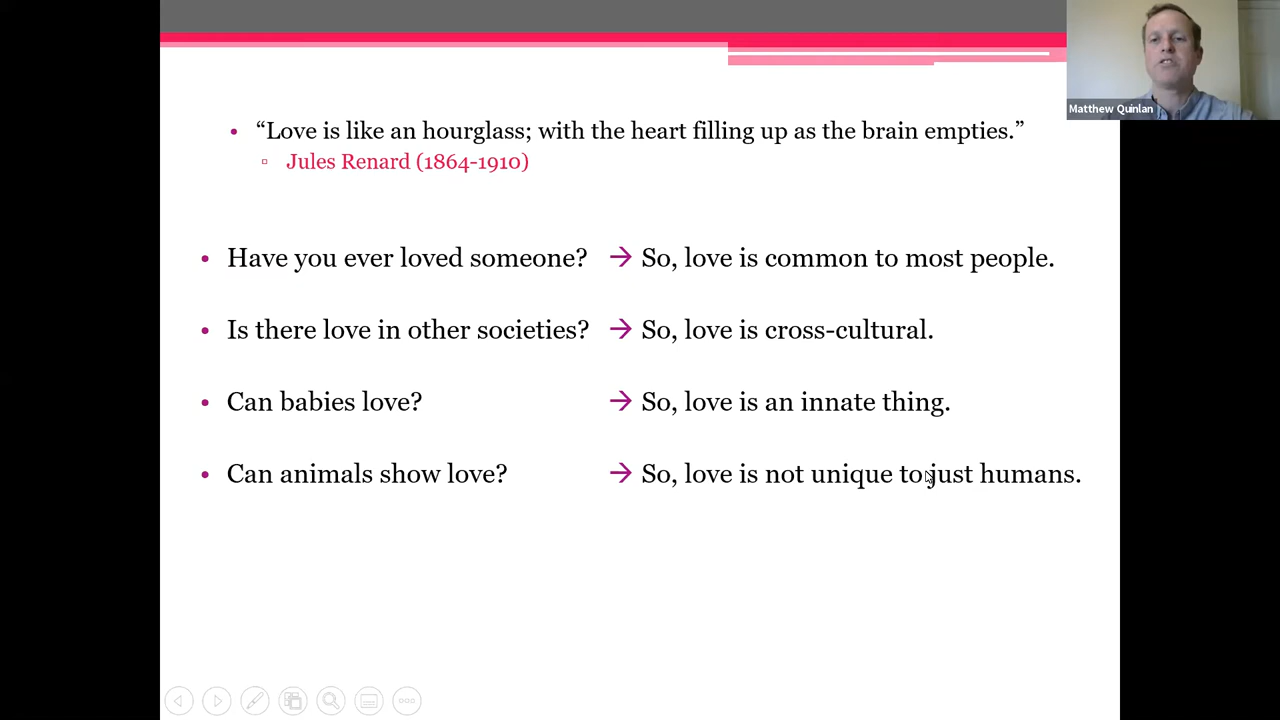 “Love is like an hourglass; with the heart filling up as the brain empties.”
Jules Renard (1864-1910)
Have you ever loved someone? → So, love is common to most people.
Is there love in other societies? → So, love is cross-cultural.
Can babies love? → So, love is an innate thing.
Can animals show love? → So, love is not unique to just humans.
Matthew Quinlan